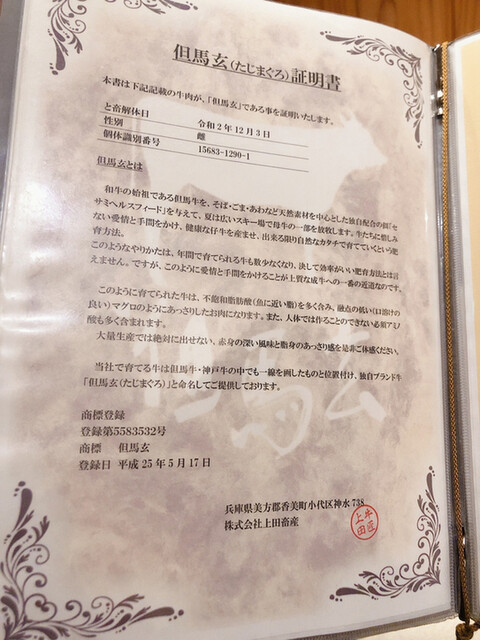 但馬玄(たじまぐろ)証明書
本書は下記記載の牛肉が、「但馬玄」である事を証明いたします。
と畜解体日 令和2年12月3日
性別 雌
個体識別番号 15683-1290-1
但馬玄とは
和牛の始祖である但馬牛を、そば・ごま・あわなど天然素材を中心とした独自配合の飼「セ
サミヘルスフィード」を与えて、夏は広いスキー場で母牛の一部を放牧します。牛たちに惜しみ
ない愛情と手間をかけ、健康な仔牛を産ませ、出来る限り自然なカタチで育てていくという肥
育方法。
このようなやりかたは、年間で育てられる牛も数少なくなり、決して効率がいい肥育方法とは言
えません。ですが、このように愛情と手間をかけることが上質な成牛への一番の近道なのです。
このように育てられた牛は、不飽和脂肪酸(魚に近い脂)を多く含み、融点の低い(口溶けの
良い)マグロのようにあっさりしたお肉になります。また、人体では作ることのできない必須アミノ
酸も多く含まれます。
大量生産では絶対に出せない、赤身の深い風味と脂身のあっさり感を是非ご体感ください。
当社で育てる牛は但馬牛・神戸牛の中でも一線を画したものと位置付け、独自ブランド牛
「但馬玄(たじまぐろ)」と命名してご提供しております。
商標登録
登録第5583532号
商標 但馬玄
登録日 平成25年5月17日
兵庫県美方郡香美町小代区神水738
株式会社上田畜産
牛匠
上田